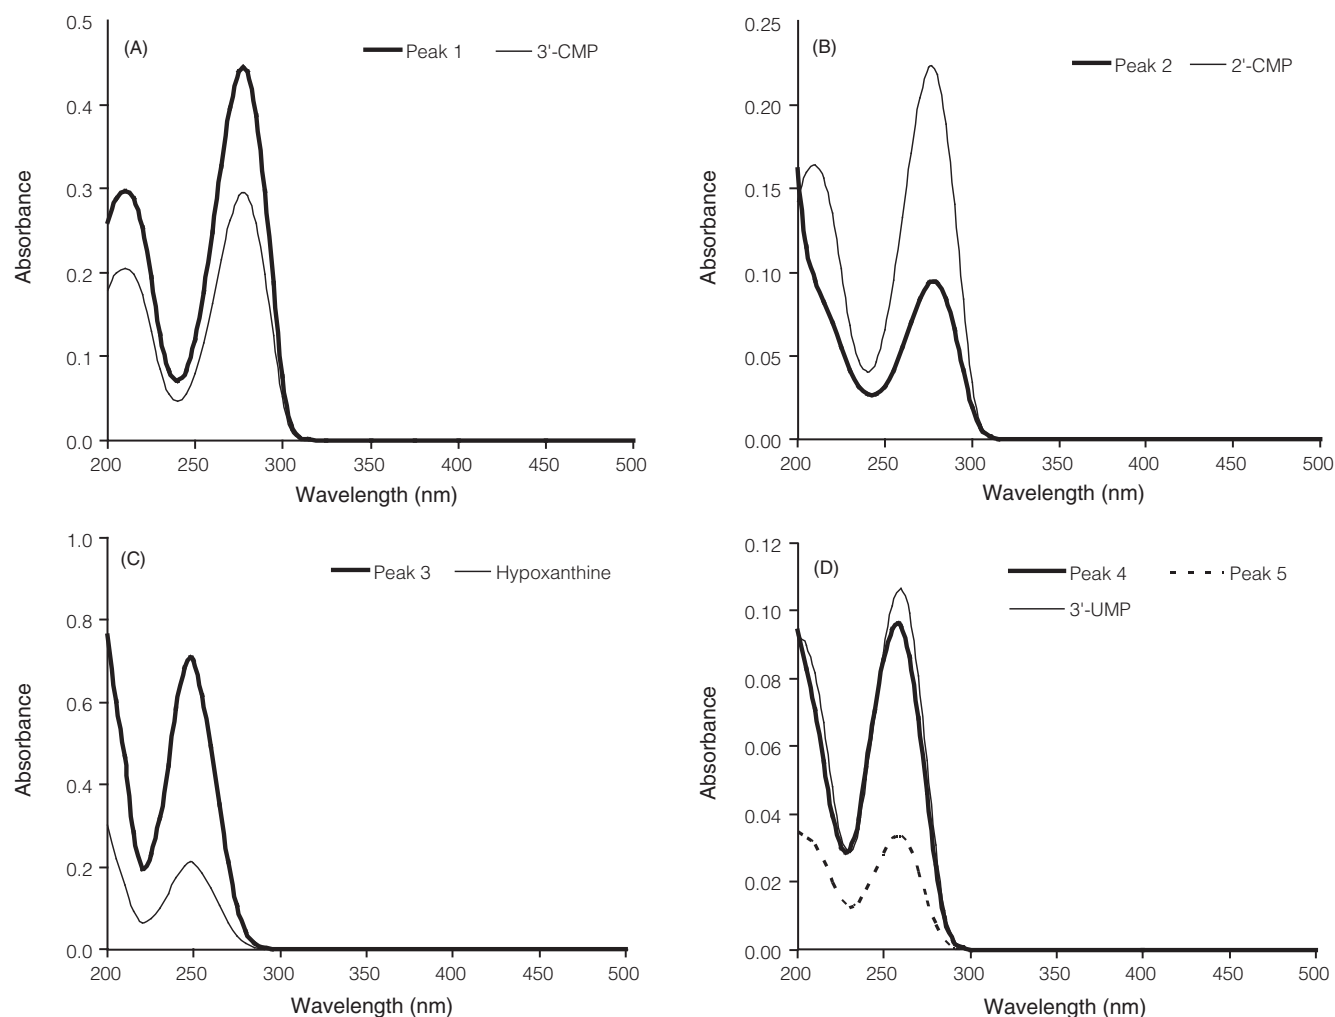 (A)
Peak 1 3'-CMP
0.5
0.4
0.3
0.2
0.1
0.0
Absorbance
200 250 300 350 400 450 500
Wavelength (nm)
(B)
Peak 2 2'-CMP
0.25
0.20
0.15
0.10
0.05
0.00
Absorbance
200 250 300 350 400 450 500
Wavelength (nm)
(C)
Peak 3 Hypoxanthine
1.0
0.8
0.6
0.4
0.2
0.0
Absorbance
200 250 300 350 400 450 500
Wavelength (nm)
(D)
Peak 4 Peak 5
3'-UMP
0.12
0.10
0.08
0.06
0.04
0.02
0.00
Absorbance
200 250 300 350 400 450 500
Wavelength (nm)